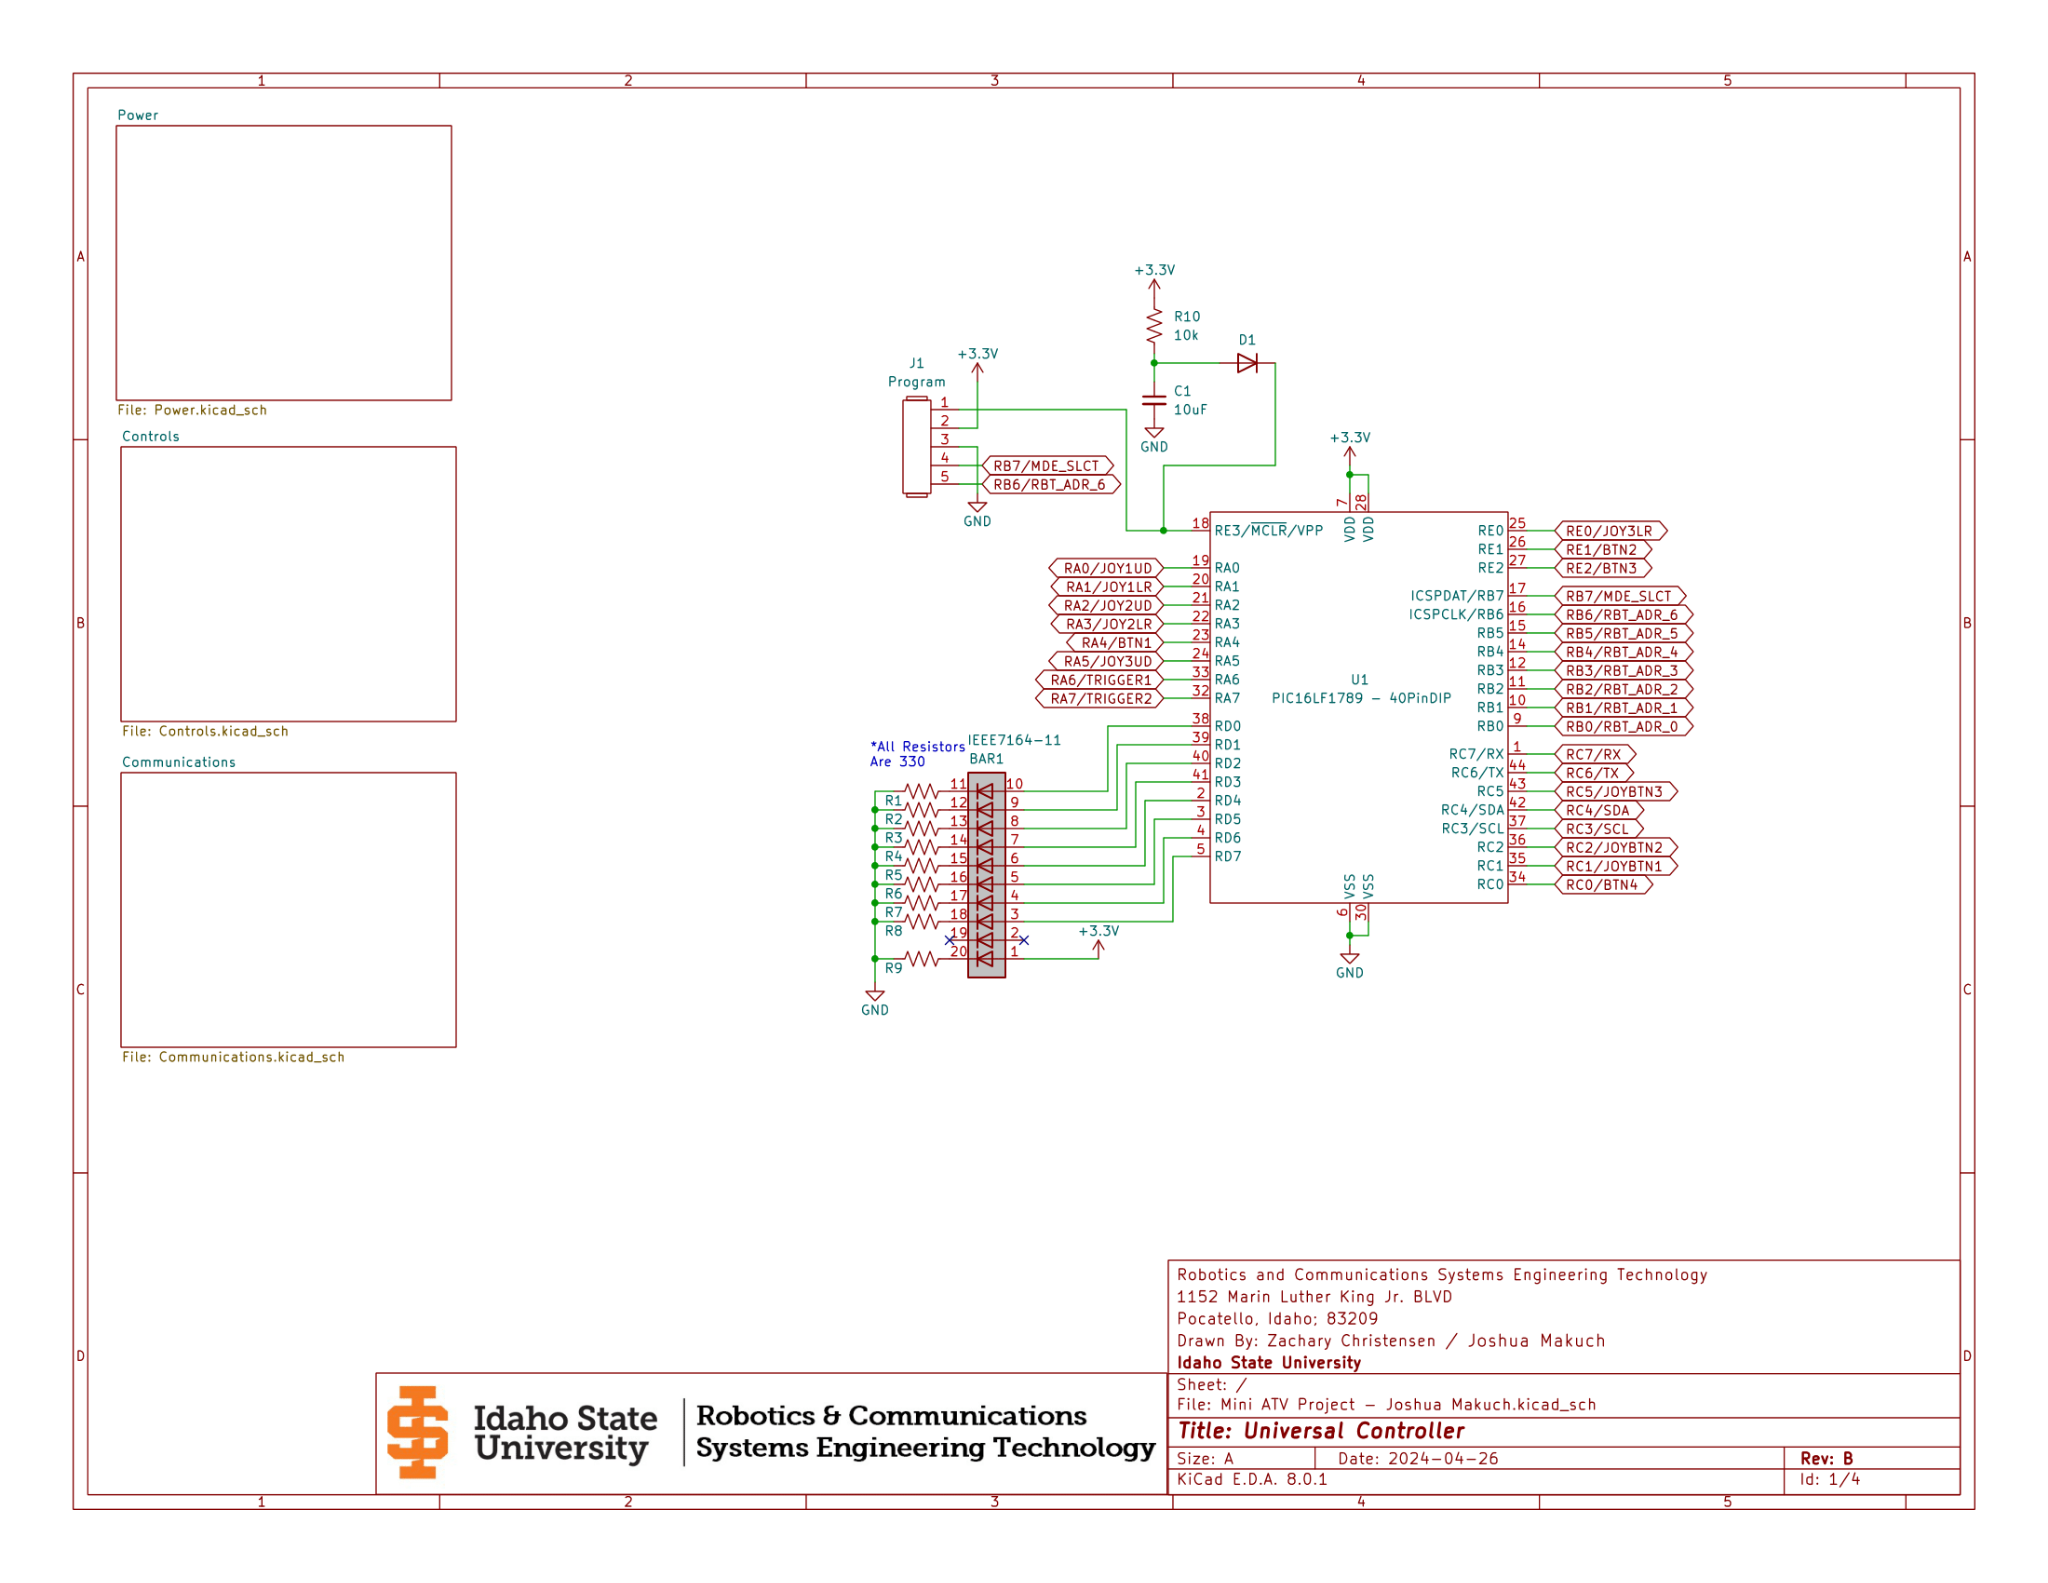 1 2 3 4 5
A
B
C
D
A
B
C
D
1 2 3 4 5
Power
File: Power.kicad_sch
Controls
File: Controls.kicad_sch
Communications
File: Communications.kicad_sch
+3.3V
R10
10k
D1
C1
10uF
GND
J1
Program
+3.3V
1
2
3
4
5
RB7/MDE_SLCT
RB6/RBT_ADR_6
GND
+3.3V
7
28
VDD
VDD
18 RE3/MCLR/VPP
RA0/JOY1UD 19 RA0
RA1/JOY1LR 20 RA1
RA2/JOY2UD 21 RA2
RA3/JOY2LR 22 RA3
RA4/BTN1 23 RA4
RA5/JOY3UD 24 RA5
RA6/TRIGGER1 33 RA6
RA7/TRIGGER2 32 RA7
38 RD0
39 RD1
40 RD2
41 RD3
2 RD4
3 RD5
4 RD6
5 RD7
U1
PIC16LF1789 - 40PinDIP
RE0 25 RE0/JOY3LR
RE1 26 RE1/BTN2
RE2 27 RE2/BTN3
ICSPDAT/RB7 17 RB7/MDE_SLCT
ICSPCLK/RB6 16 RB6/RBT_ADR_6
RB5 15 RB5/RBT_ADR_5
RB4 14 RB4/RBT_ADR_4
RB3 12 RB3/RBT_ADR_3
RB2 11 RB2/RBT_ADR_2
RB1 10 RB1/RBT_ADR_1
RB0 9 RB0/RBT_ADR_0
RC7/RX 1 RC7/RX
RC6/TX 44 RC6/TX
RC5 43 RC5/JOYBTN3
RC4/SDA 42 RC4/SDA
RC3/SCL 37 RC3/SCL
RC2 36 RC2/JOYBTN2
RC1 35 RC1/JOYBTN1
RC0 34 RC0/BTN4
VSS
VSS
6
30
GND
*All Resistors
Are 330
IEEE7164-11
BAR1
R1 11 10
R2 12 9
R3 13 8
R4 14 7
R5 15 6
R6 16 5
R7 17 4
R8 18 3
19 2
R9 20 1
+3.3V
GND
Robotics and Communications Systems Engineering Technology
1152 Marin Luther King Jr. BLVD
Pocatello, Idaho; 83209
Drawn By: Zachary Christensen / Joshua Makuch
Idaho State University
Sheet: /
File: Mini ATV Project - Joshua Makuch.kicad_sch
Title: Universal Controller
Size: A Date: 2024-04-26 Rev: B
KiCad E.D.A. 8.0.1 Id: 1/4
Idaho State
University
Robotics & Communications
Systems Engineering Technology